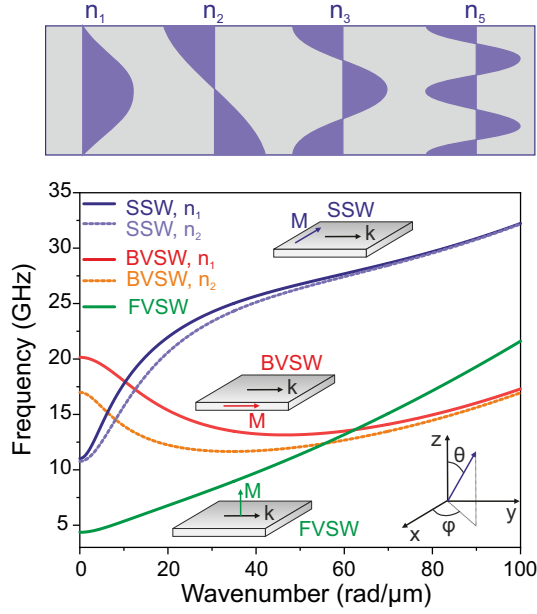 n₁ n₂ n₃ n₅
35
30
25
20
15
10
5
Frequency (GHz)
SSW, n₁
SSW, n₂
BVSW, n₁
BVSW, n₂
FVSW
SSW
M
k
BVSW
k
M
M
k
FVSW
z
θ
y
x
φ
0 20 40 60 80 100
Wavenumber (rad/μm)